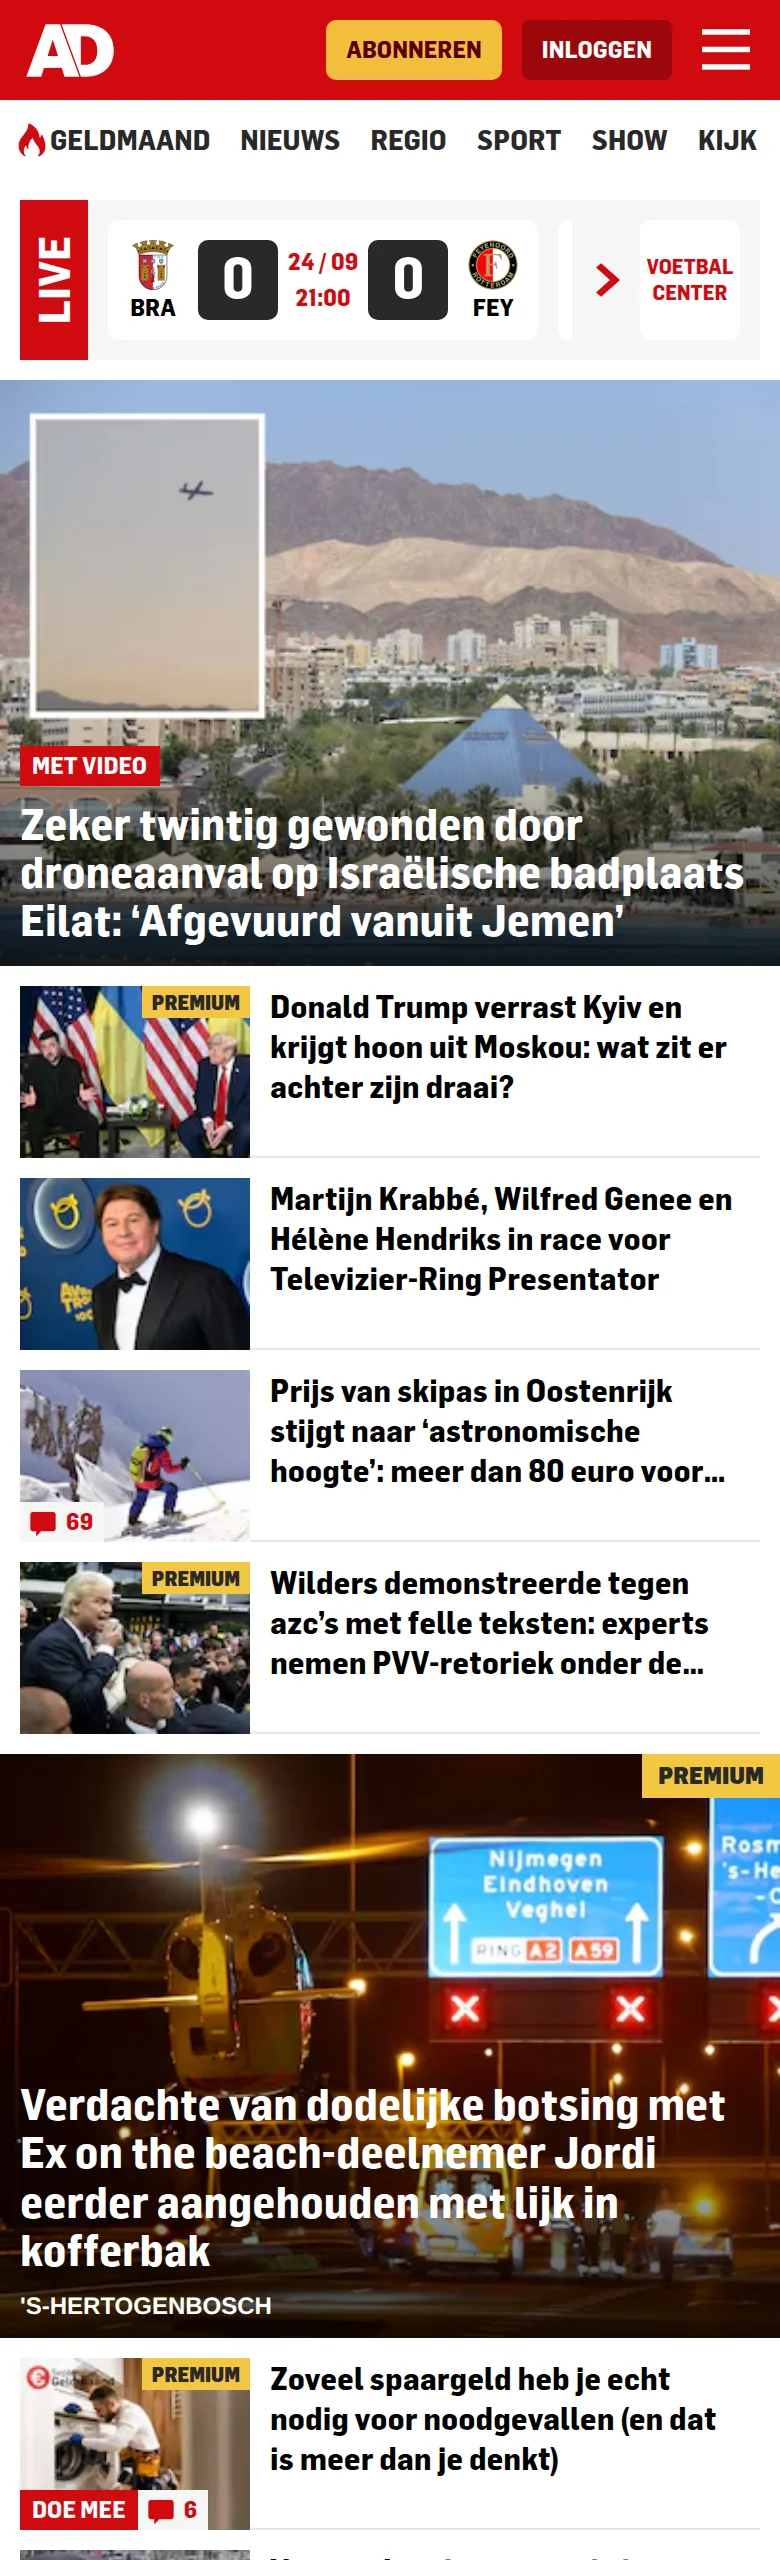 AD
ABONNEREN
INLOGGEN
GELDMAAND NIEUWS REGIO SPORT SHOW KIJK
LIVE
BRA
0
24 / 09
21:00
0
FEYENOORD
ROTTERDAM
FEY
VOETBAL
CENTER
MET VIDEO
Zeker twintig gewonden door
droneaanval op Israëlische badplaats
Eilat: ‘Afgevuurd vanuit Jemen’
PREMIUM
Donald Trump verrast Kyiv en
krijgt hoon uit Moskou: wat zit er
achter zijn draai?
Martijn Krabbé, Wilfred Genee en
Hélène Hendriks in race voor
Televizier-Ring Presentator
Prijs van skipas in Oostenrijk
stijgt naar ‘astronomische
hoogte’: meer dan 80 euro voor...
69
PREMIUM
Wilders demonstreerde tegen
azc’s met felle teksten: experts
nemen PVV-retoriek onder de...
PREMIUM
Nijmegen
Eindhoven
Veghel
RING A2 A59
Verdachte van dodelijke botsing met
Ex on the beach-deelnemer Jordi
eerder aangehouden met lijk in
kofferbak
'S-HERTOGENBOSCH
PREMIUM
Zoveel spaargeld heb je echt
nodig voor noodgevallen (en dat
is meer dan je denkt)
DOE MEE
6